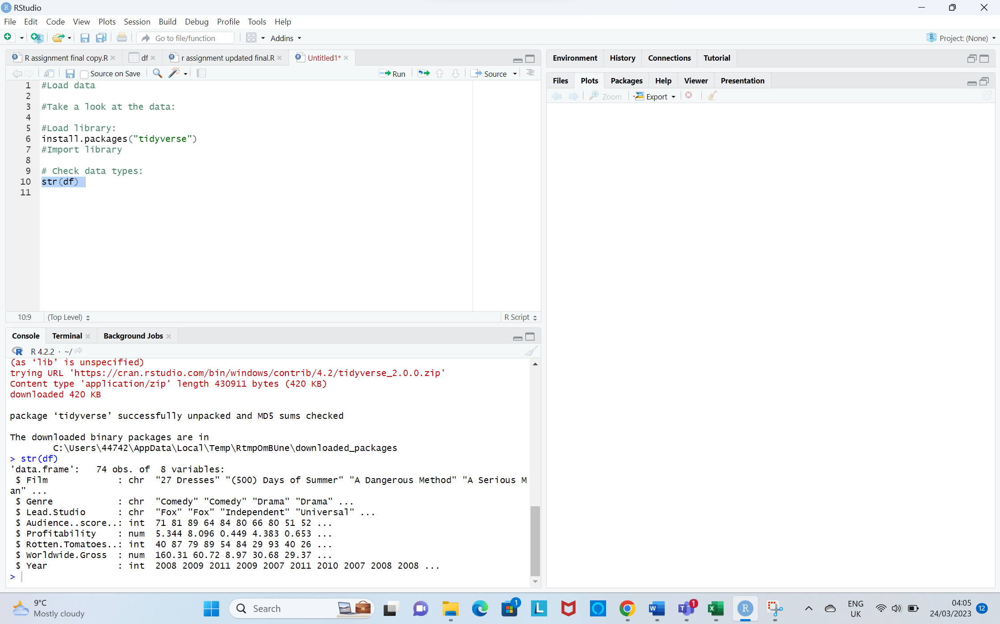 RStudio
File Edit Code View Plots Session Build Debug Profile Tools Help
Go to file/function Addins Project: (None)
R assignment final copy.R df r assignment updated final.R Untitled1*
Source on Save Run Source
1 #Load data
2
3 #Take a look at the data:
4
5 #Load library:
6 install.packages("tidyverse")
7 #Import library
8
9 # Check data types:
10 str(df)
11
10:9 (Top Level) R Script
Console Terminal Background Jobs
R 4.2.2 · ~/
(as ‘lib’ is unspecified)
trying URL 'https://cran.rstudio.com/bin/windows/contrib/4.2/tidyverse_2.0.0.zip'
Content type 'application/zip' length 430911 bytes (420 KB)
downloaded 420 KB
package ‘tidyverse’ successfully unpacked and MD5 sums checked
The downloaded binary packages are in
C:\Users\44742\AppData\Local\Temp\RtmpOmBUne\downloaded_packages
> str(df)
'data.frame': 74 obs. of 8 variables:
$ Film : chr "27 Dresses" "(500) Days of Summer" "A Dangerous Method" "A Serious M
an" ...
$ Genre : chr "Comedy" "Comedy" "Drama" "Drama" ...
$ Lead.Studio : chr "Fox" "Fox" "Independent" "Universal" ...
$ Audience..score..: int 71 81 89 64 84 80 66 80 51 52 ...
$ Profitability : num 5.344 8.096 0.449 4.383 0.653 ...
$ Rotten.Tomatoes..: int 40 87 79 89 54 84 29 93 40 26 ...
$ Worldwide.Gross : num 160.31 60.72 8.97 30.68 29.37 ...
$ Year : int 2008 2009 2011 2009 2007 2011 2010 2007 2008 2008 ...
>
Environment History Connections Tutorial
Files Plots Packages Help Viewer Presentation
Zoom Export
9°C
Mostly cloudy
Search
1
L
W
T 1
X
R
ENG
UK
04:05
24/03/2023
12